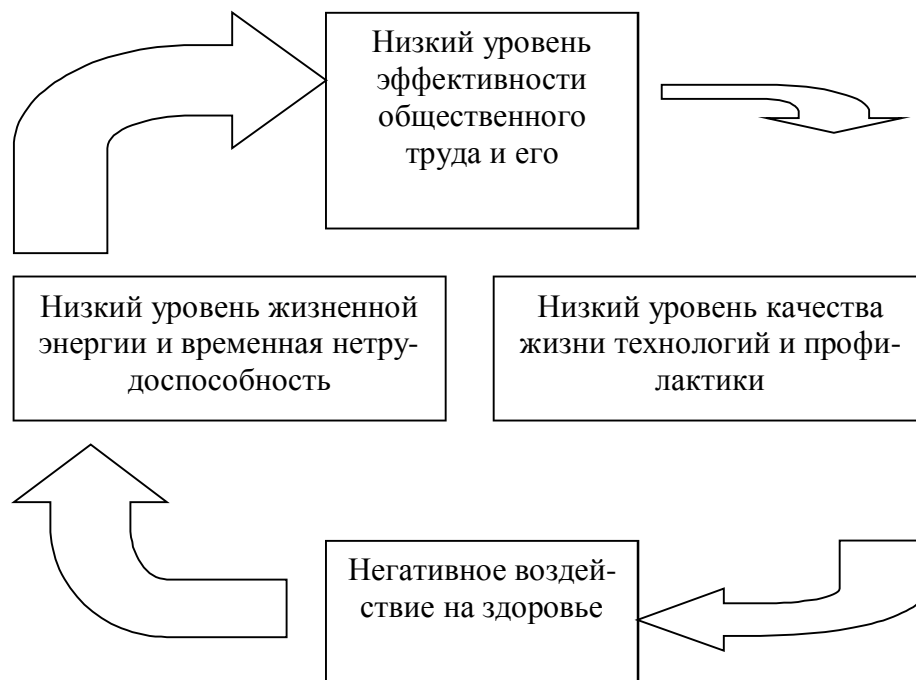 Низкий уровень
эффективности
общественного
труда и его
Низкий уровень жизненной
энергии и временная нетру-
доспособность
Низкий уровень качества
жизни технологий и профи-
лактики
Негативное воздей-
ствие на здоровье